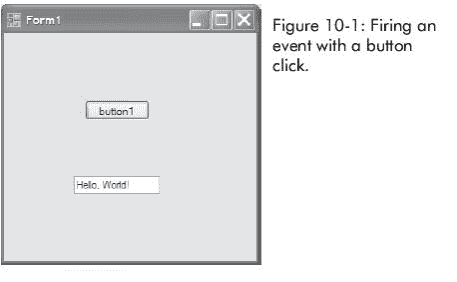 Form1
button1
Hello, World!
Figure 10-1: Firing an
event with a button
click.